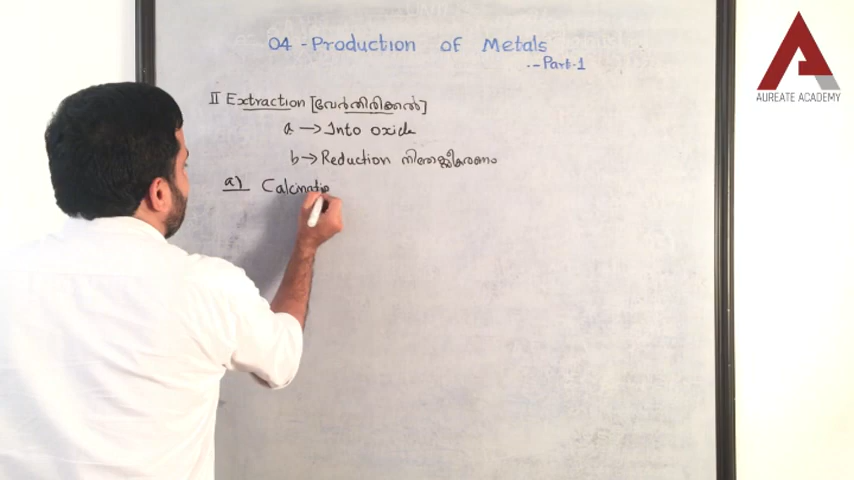 04 - Production of Metals
- Part-1
II Extraction [വേർതിരിക്കൽ]
a → Into oxide
b → Reduction നിരോക്സീകരണം
a) Calcinatio
AUREATE ACADEMY